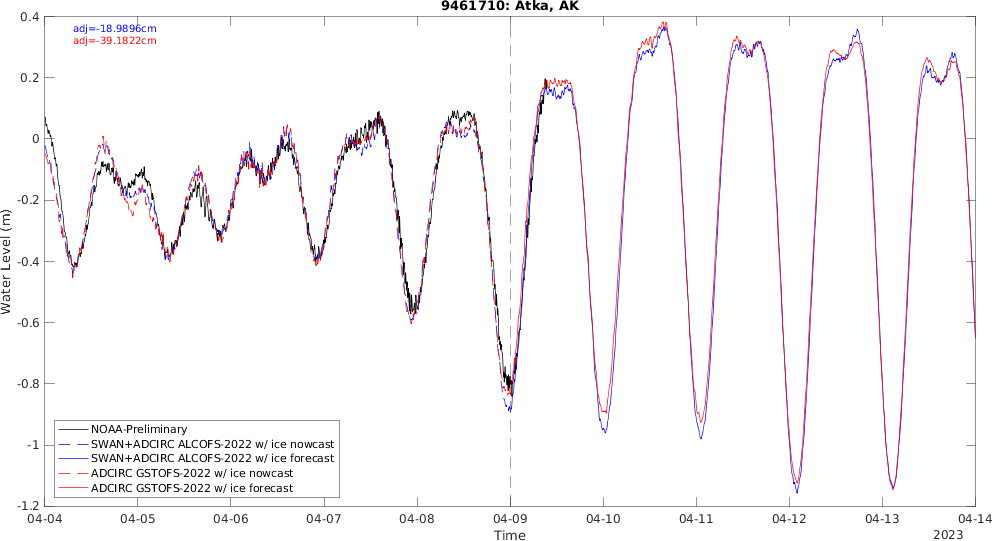 9461710: Atka, AK
adj=-18.9896cm
adj=-39.1822cm
0.4
0.2
0
-0.2
-0.4
-0.6
-0.8
-1
-1.2
Water Level (m)
NOAA-Preliminary
SWAN+ADCIRC ALCOFS-2022 w/ ice nowcast
SWAN+ADCIRC ALCOFS-2022 w/ ice forecast
ADCIRC GSTOFS-2022 w/ ice nowcast
ADCIRC GSTOFS-2022 w/ ice forecast
04-04 04-05 04-06 04-07 04-08 04-09 04-10 04-11 04-12 04-13 04-14
Time
2023